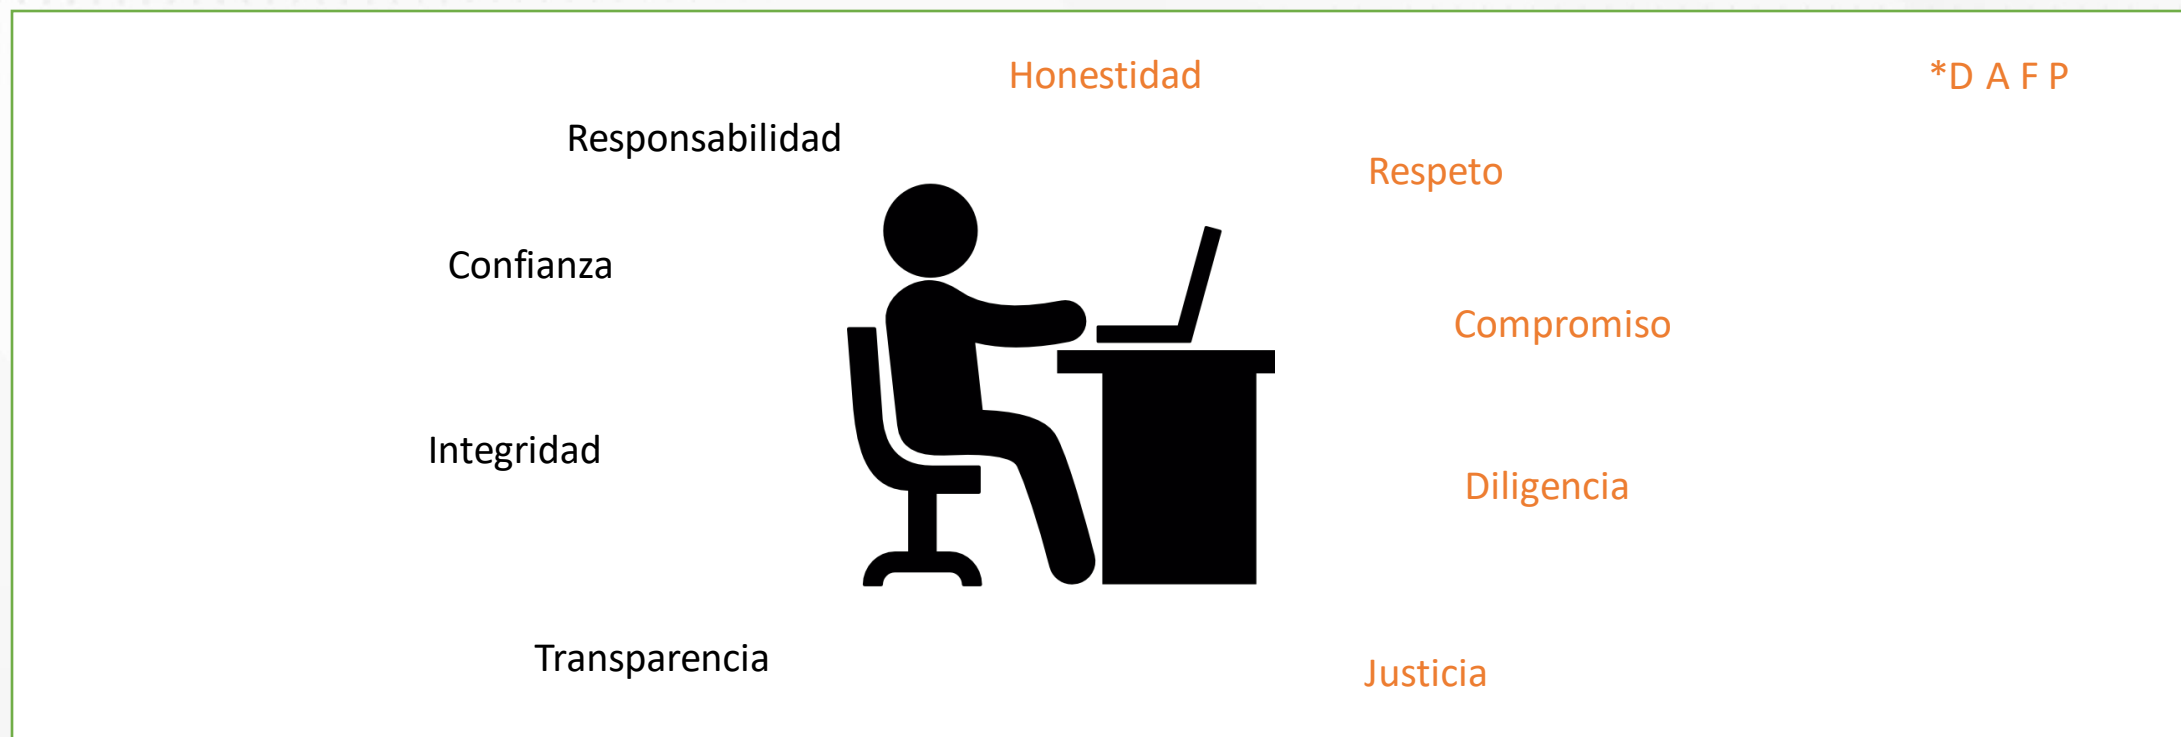 Honestidad
*D A F P
Responsabilidad
Respeto
Confianza
Compromiso
Integridad
Diligencia
Transparencia
Justicia